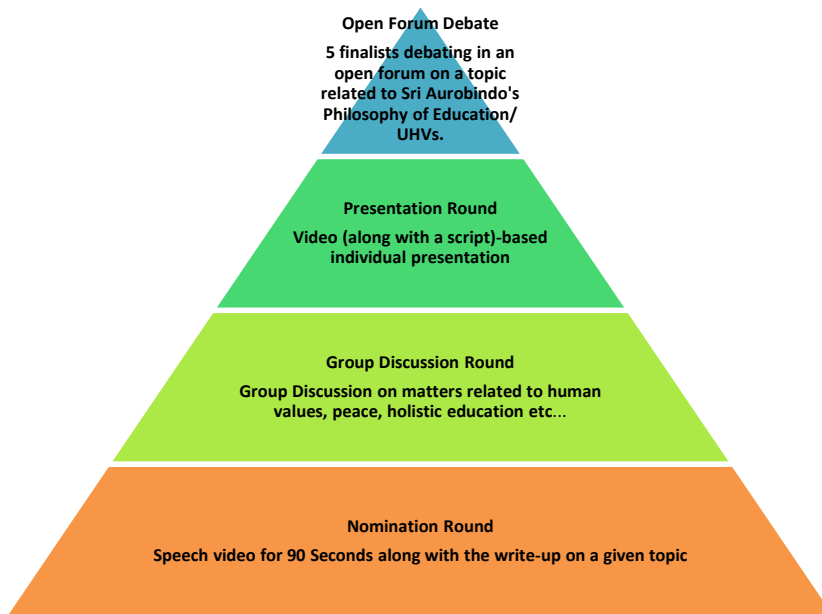 Open Forum Debate
5 finalists debating in an
open forum on a topic
related to Sri Aurobindo's
Philosophy of Education/
UHVs.
Presentation Round
Video (along with a script)-based
individual presentation
Group Discussion Round
Group Discussion on matters related to human
values, peace, holistic education etc...
Nomination Round
Speech video for 90 Seconds along with the write-up on a given topic